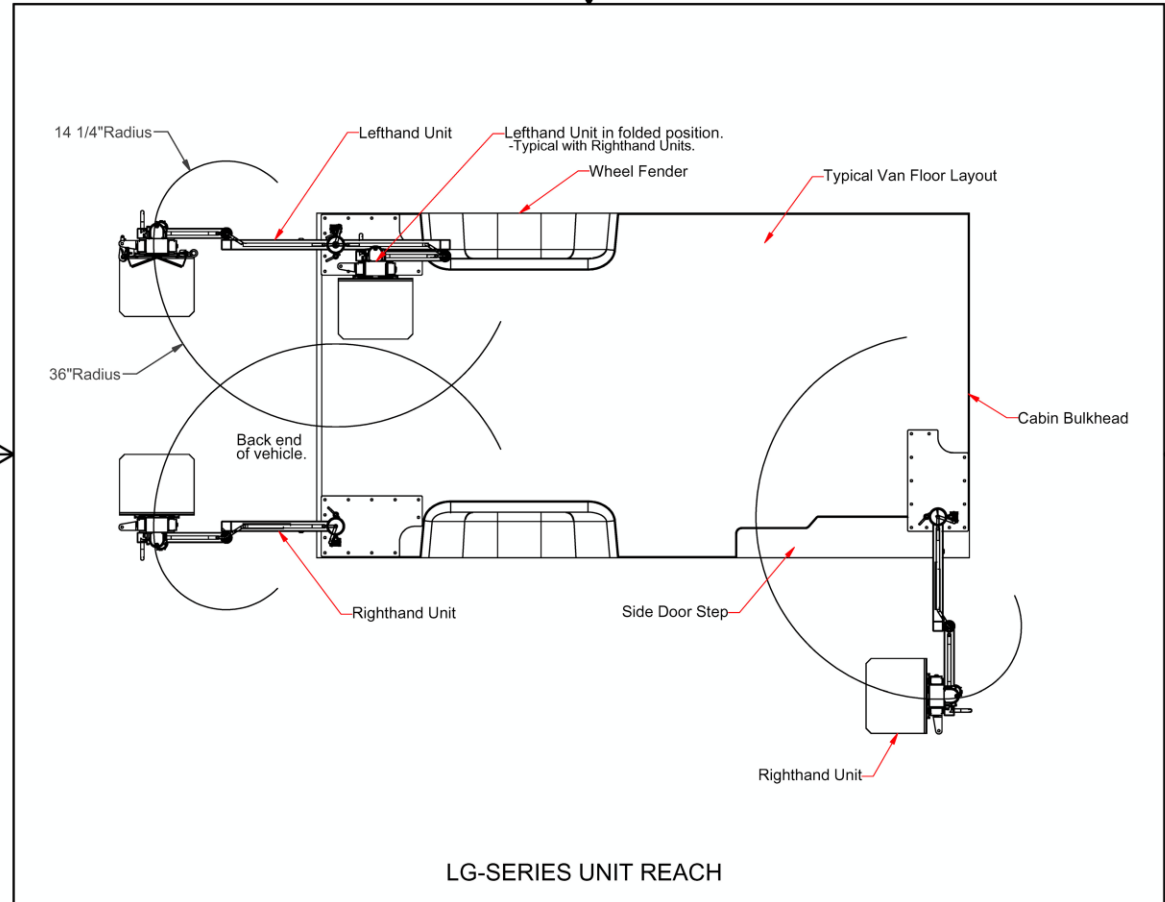 14 1/4"Radius
Lefthand Unit
Lefthand Unit in folded position.
-Typical with Righthand Units.
Wheel Fender
Typical Van Floor Layout
36"Radius
Cabin Bulkhead
Back end
of vehicle.
Righthand Unit
Side Door Step
Righthand Unit
LG-SERIES UNIT REACH